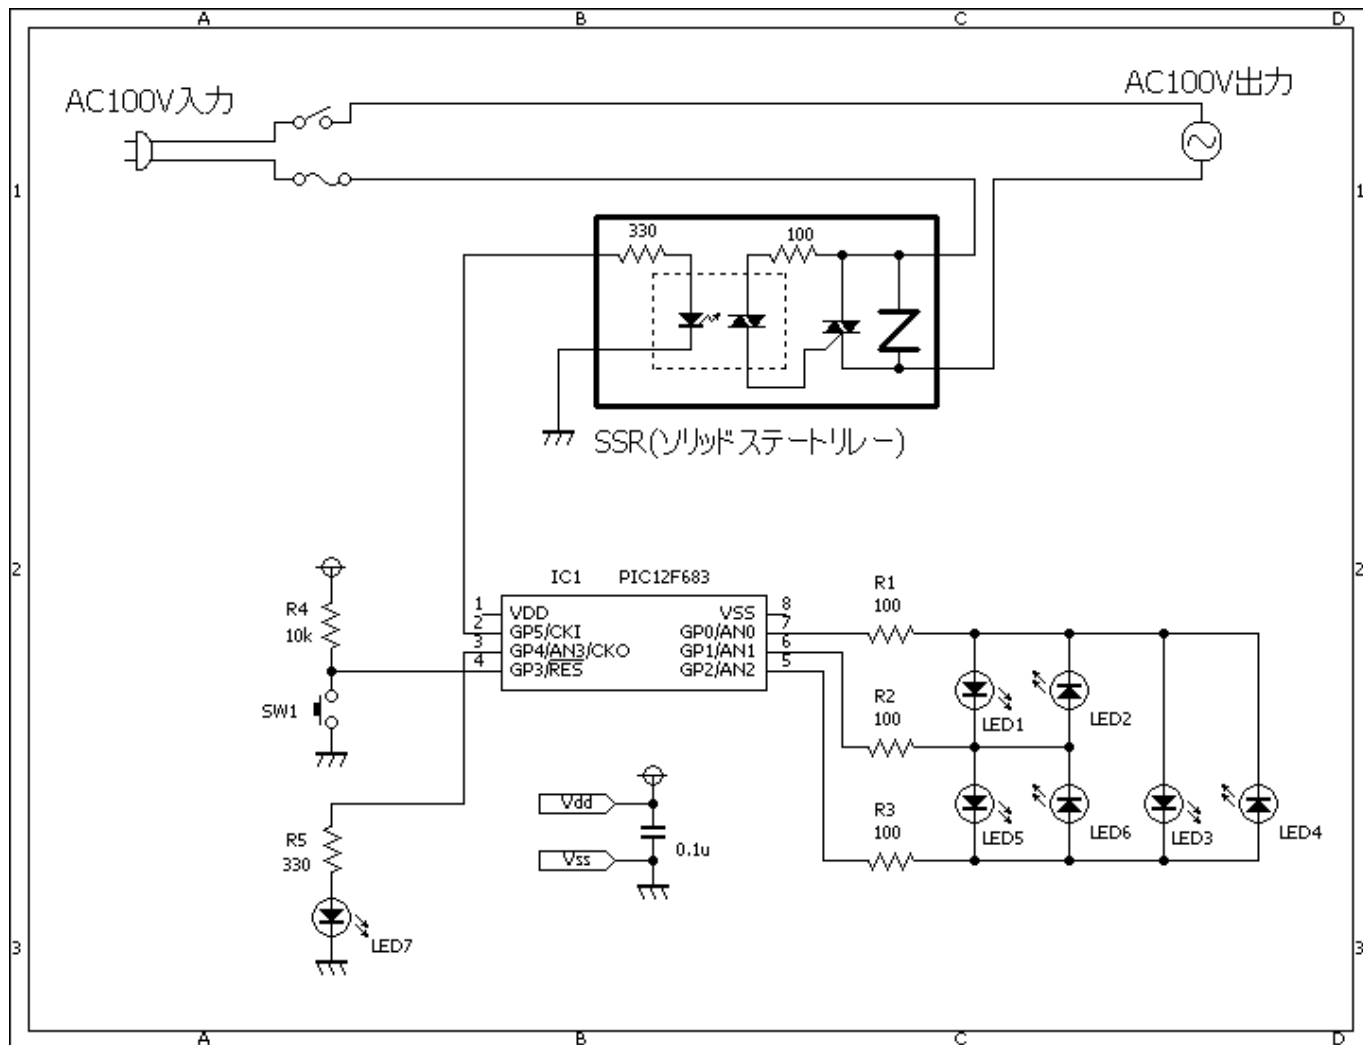 A B C D
AC100V入力
AC100V出力
1 1
330
100
SSR(ソリッドステートリレー)
2 2
IC1 PIC12F683
R4
10k
SW1
1 VDD VSS 8
2 GP5/CKI GP0/AN0 7
3 GP4/AN3/CKO GP1/AN1 6
4 GP3/RES GP2/AN2 5
R1
100
LED1
LED2
R2
100
R3
100
LED5
LED6
LED3
LED4
Vdd
Vss
0.1u
R5
330
LED7
3 3
A B C D